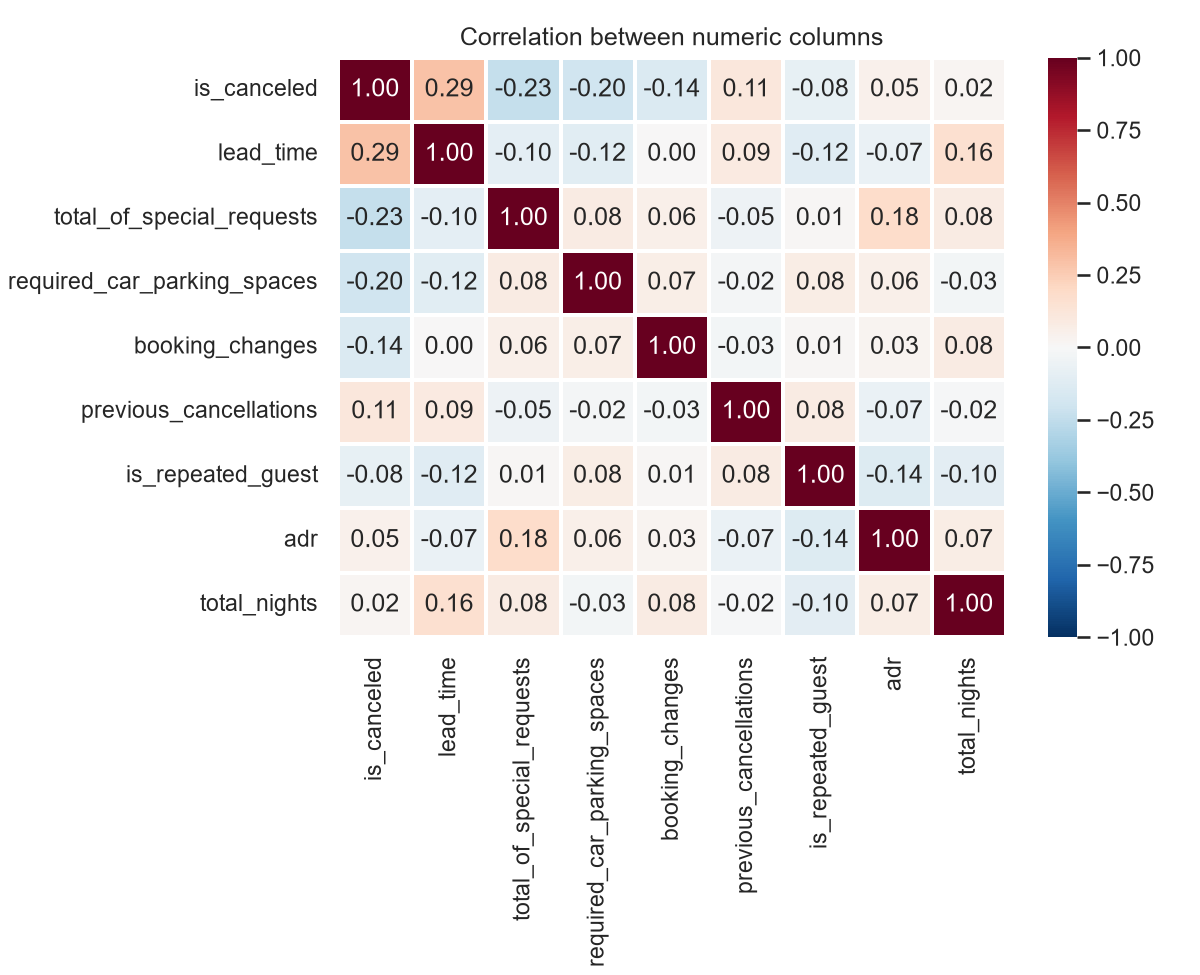 Correlation between numeric columns
is_canceled 1.00 0.29 -0.23 -0.20 -0.14 0.11 -0.08 0.05 0.02
lead_time 0.29 1.00 -0.10 -0.12 0.00 0.09 -0.12 -0.07 0.16
total_of_special_requests -0.23 -0.10 1.00 0.08 0.06 -0.05 0.01 0.18 0.08
required_car_parking_spaces -0.20 -0.12 0.08 1.00 0.07 -0.02 0.08 0.06 -0.03
booking_changes -0.14 0.00 0.06 0.07 1.00 -0.03 0.01 0.03 0.08
previous_cancellations 0.11 0.09 -0.05 -0.02 -0.03 1.00 0.08 -0.07 -0.02
is_repeated_guest -0.08 -0.12 0.01 0.08 0.01 0.08 1.00 -0.14 -0.10
adr 0.05 -0.07 0.18 0.06 0.03 -0.07 -0.14 1.00 0.07
total_nights 0.02 0.16 0.08 -0.03 0.08 -0.02 -0.10 0.07 1.00
is_canceled
lead_time
total_of_special_requests
required_car_parking_spaces
booking_changes
previous_cancellations
is_repeated_guest
adr
total_nights
1.00
0.75
0.50
0.25
0.00
−0.25
−0.50
−0.75
−1.00